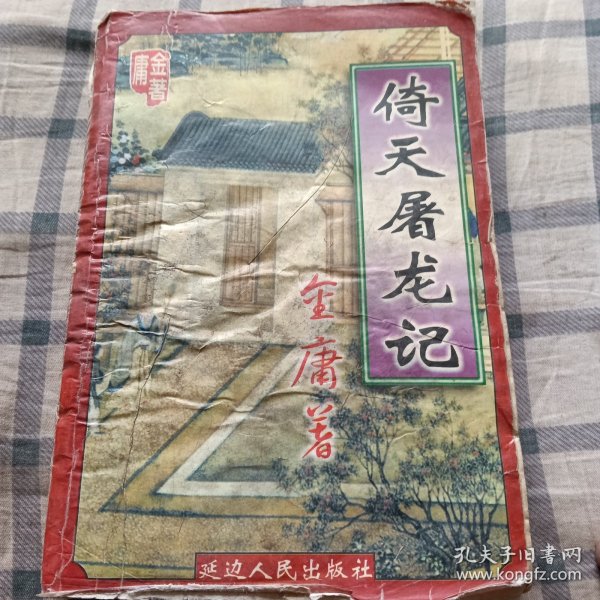 金著
庸
倚天屠龙记
金庸著
延边人民出版社
孔夫子旧书网
www.kongfz.com